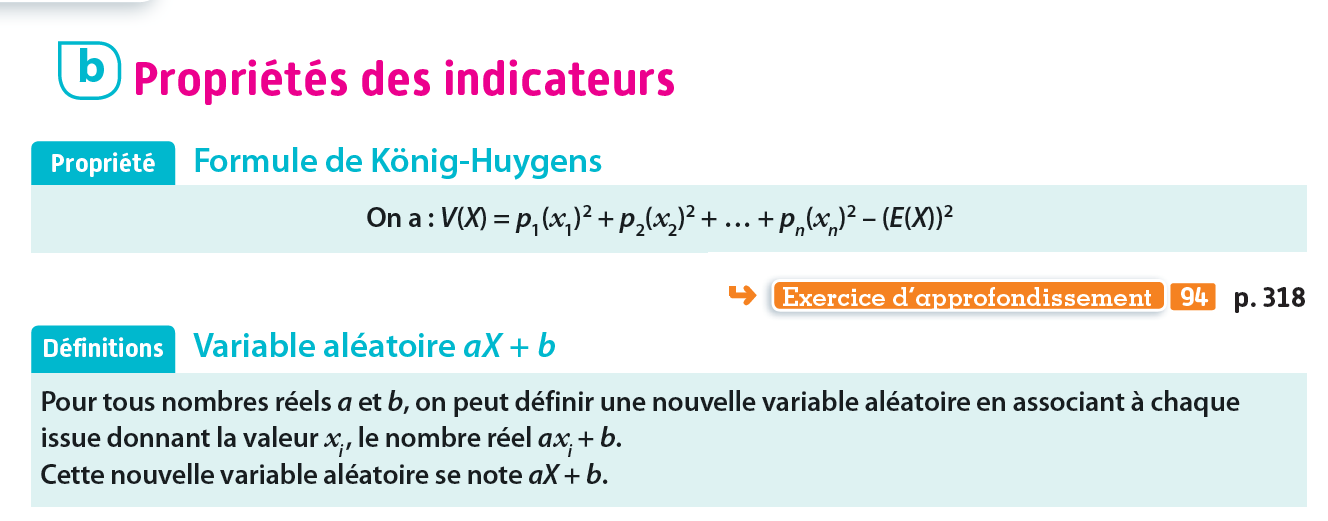 b Propriétés des indicateurs
Propriété Formule de König-Huygens
On a : V(X) = p₁(x₁)² + p₂(x₂)² + … + pₙ(xₙ)² – (E(X))²
↪ Exercice d’approfondissement 94 p. 318
Définitions Variable aléatoire aX + b
Pour tous nombres réels a et b, on peut définir une nouvelle variable aléatoire en associant à chaque
issue donnant la valeur xᵢ, le nombre réel axᵢ + b.
Cette nouvelle variable aléatoire se note aX + b.